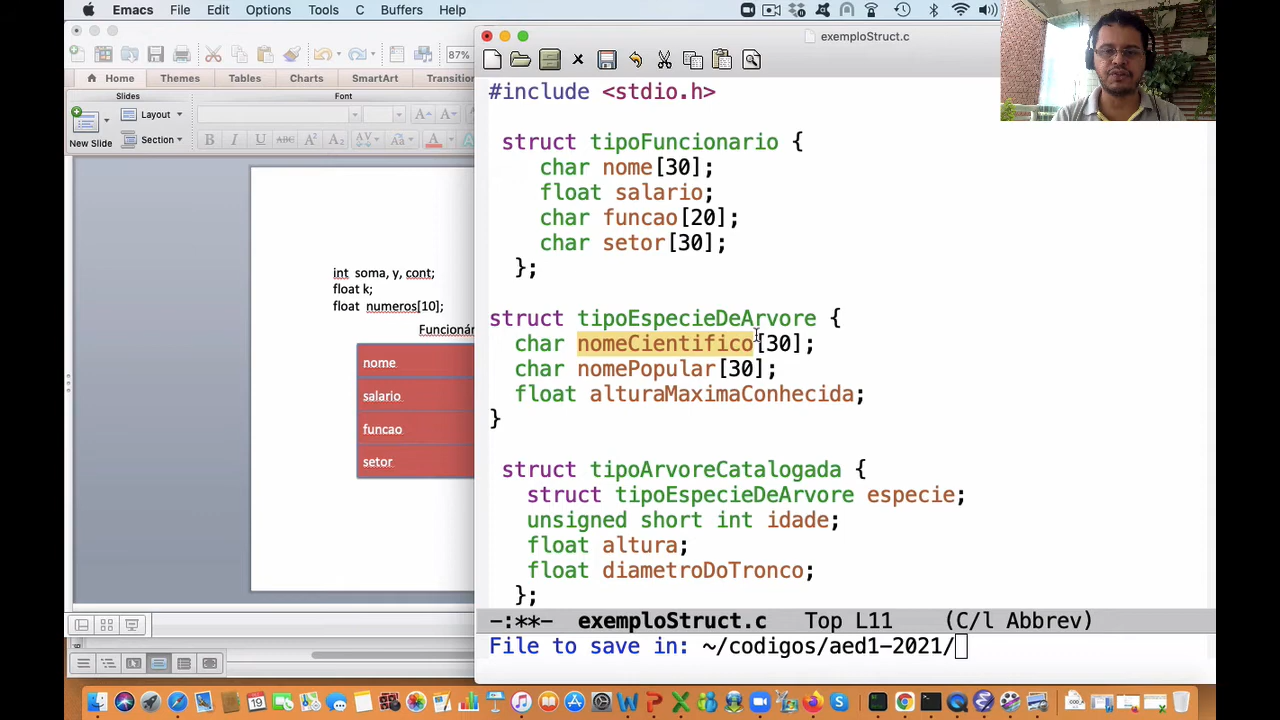 Emacs File Edit Options Tools C Buffers Help
exemploStruct.c
87%
Home Themes Tables Charts SmartArt Transition
Slides Font
Layout
New Slide Section
B I U ABC
int soma, y, cont;
float k;
float numeros[10];
Funcionár
nome
salario
funcao
setor
#include <stdio.h>
struct tipoFuncionario {
char nome[30];
float salario;
char funcao[20];
char setor[30];
};
struct tipoEspecieDeArvore {
char nomeCientifico[30];
char nomePopular[30];
float alturaMaximaConhecida;
}
struct tipoArvoreCatalogada {
struct tipoEspecieDeArvore especie;
unsigned short int idade;
float altura;
float diametroDoTronco;
};
-:**- exemploStruct.c Top L11 (C/l Abbrev)
File to save in: ~/codigos/aed1-2021/